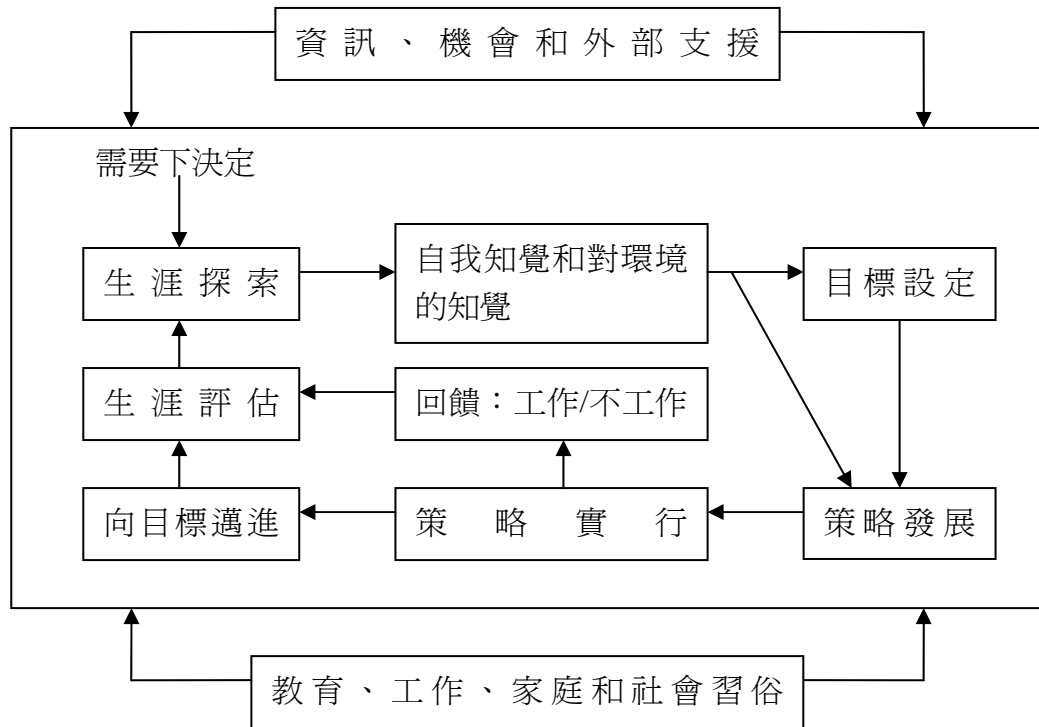 資訊、機會和外部支援
需要下決定
生涯探索
自我知覺和對環境
的知覺
目標設定
生涯評估
回饋：工作/不工作
向目標邁進
策略實行
策略發展
教育、工作、家庭和社會習俗